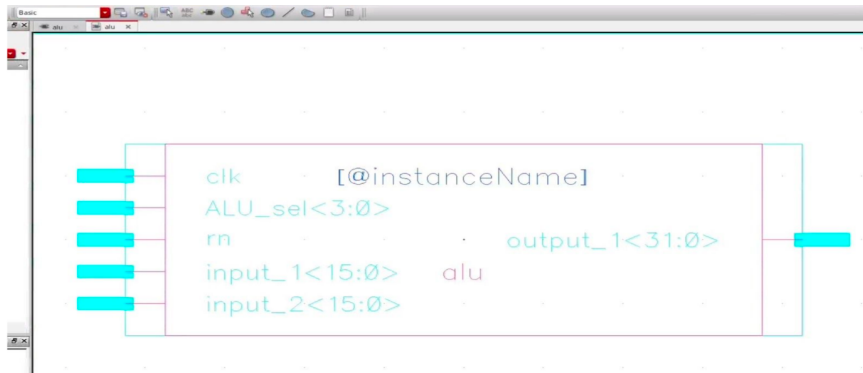 Basic
alu
alu
clk
[@instanceName]
ALU_sel<3:0>
rn
output_1<31:0>
input_1<15:0>
alu
input_2<15:0>